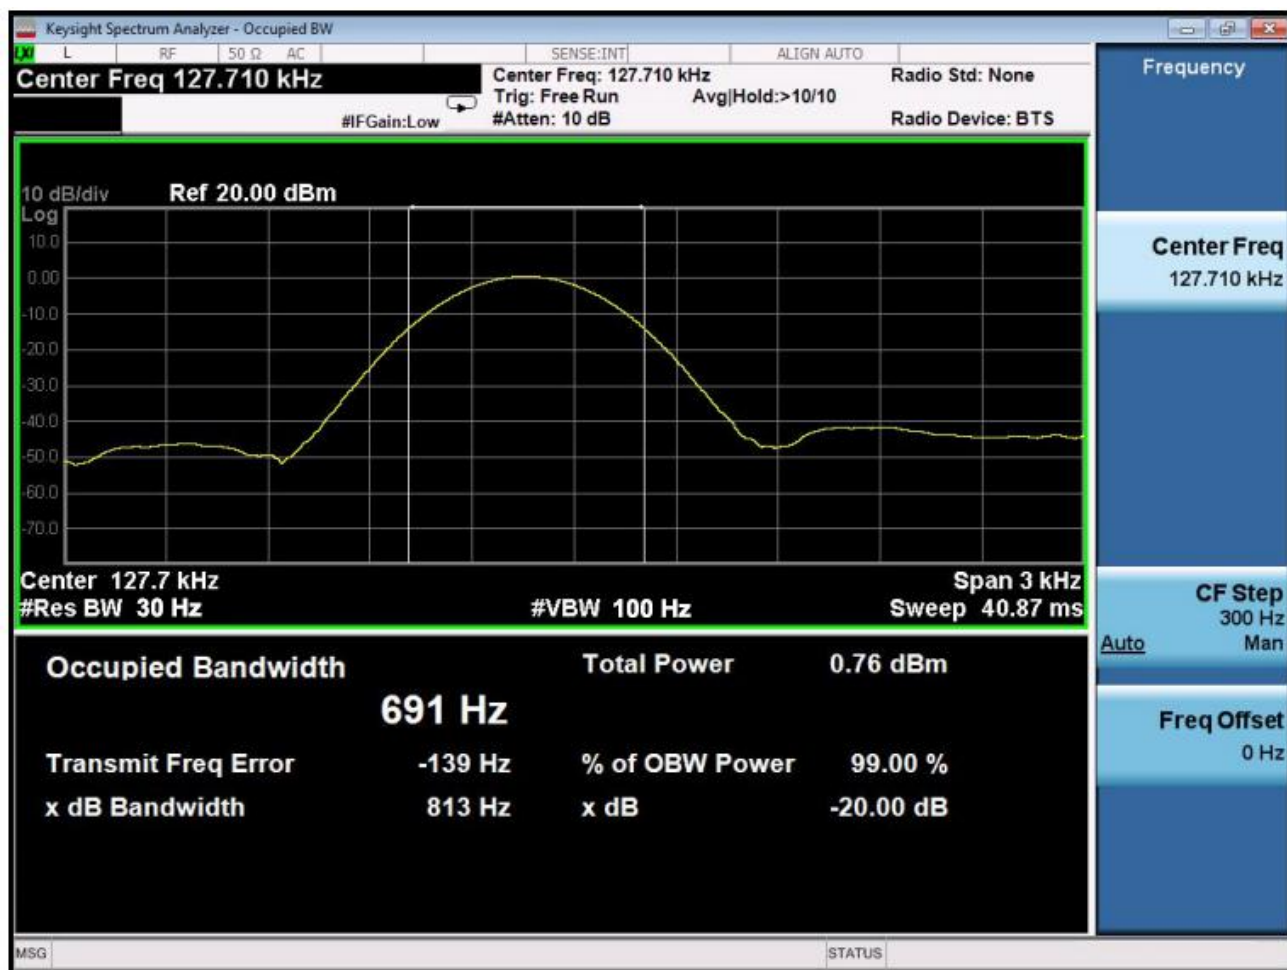 Keysight Spectrum Analyzer - Occupied BW
LXI L RF 50 Ω AC SENSE:INT ALIGN AUTO
Center Freq 127.710 kHz
#IFGain:Low
Center Freq: 127.710 kHz
Trig: Free Run Avg|Hold:>10/10
#Atten: 10 dB
Radio Std: None
Radio Device: BTS
10 dB/div Ref 20.00 dBm
Log
10.0
0.00
-10.0
-20.0
-30.0
-40.0
-50.0
-60.0
-70.0
Center 127.7 kHz Span 3 kHz
#Res BW 30 Hz #VBW 100 Hz Sweep 40.87 ms
Occupied Bandwidth Total Power 0.76 dBm
691 Hz
Transmit Freq Error -139 Hz % of OBW Power 99.00 %
x dB Bandwidth 813 Hz x dB -20.00 dB
Frequency
Center Freq
127.710 kHz
CF Step
300 Hz
Auto Man
Freq Offset
0 Hz
MSG STATUS